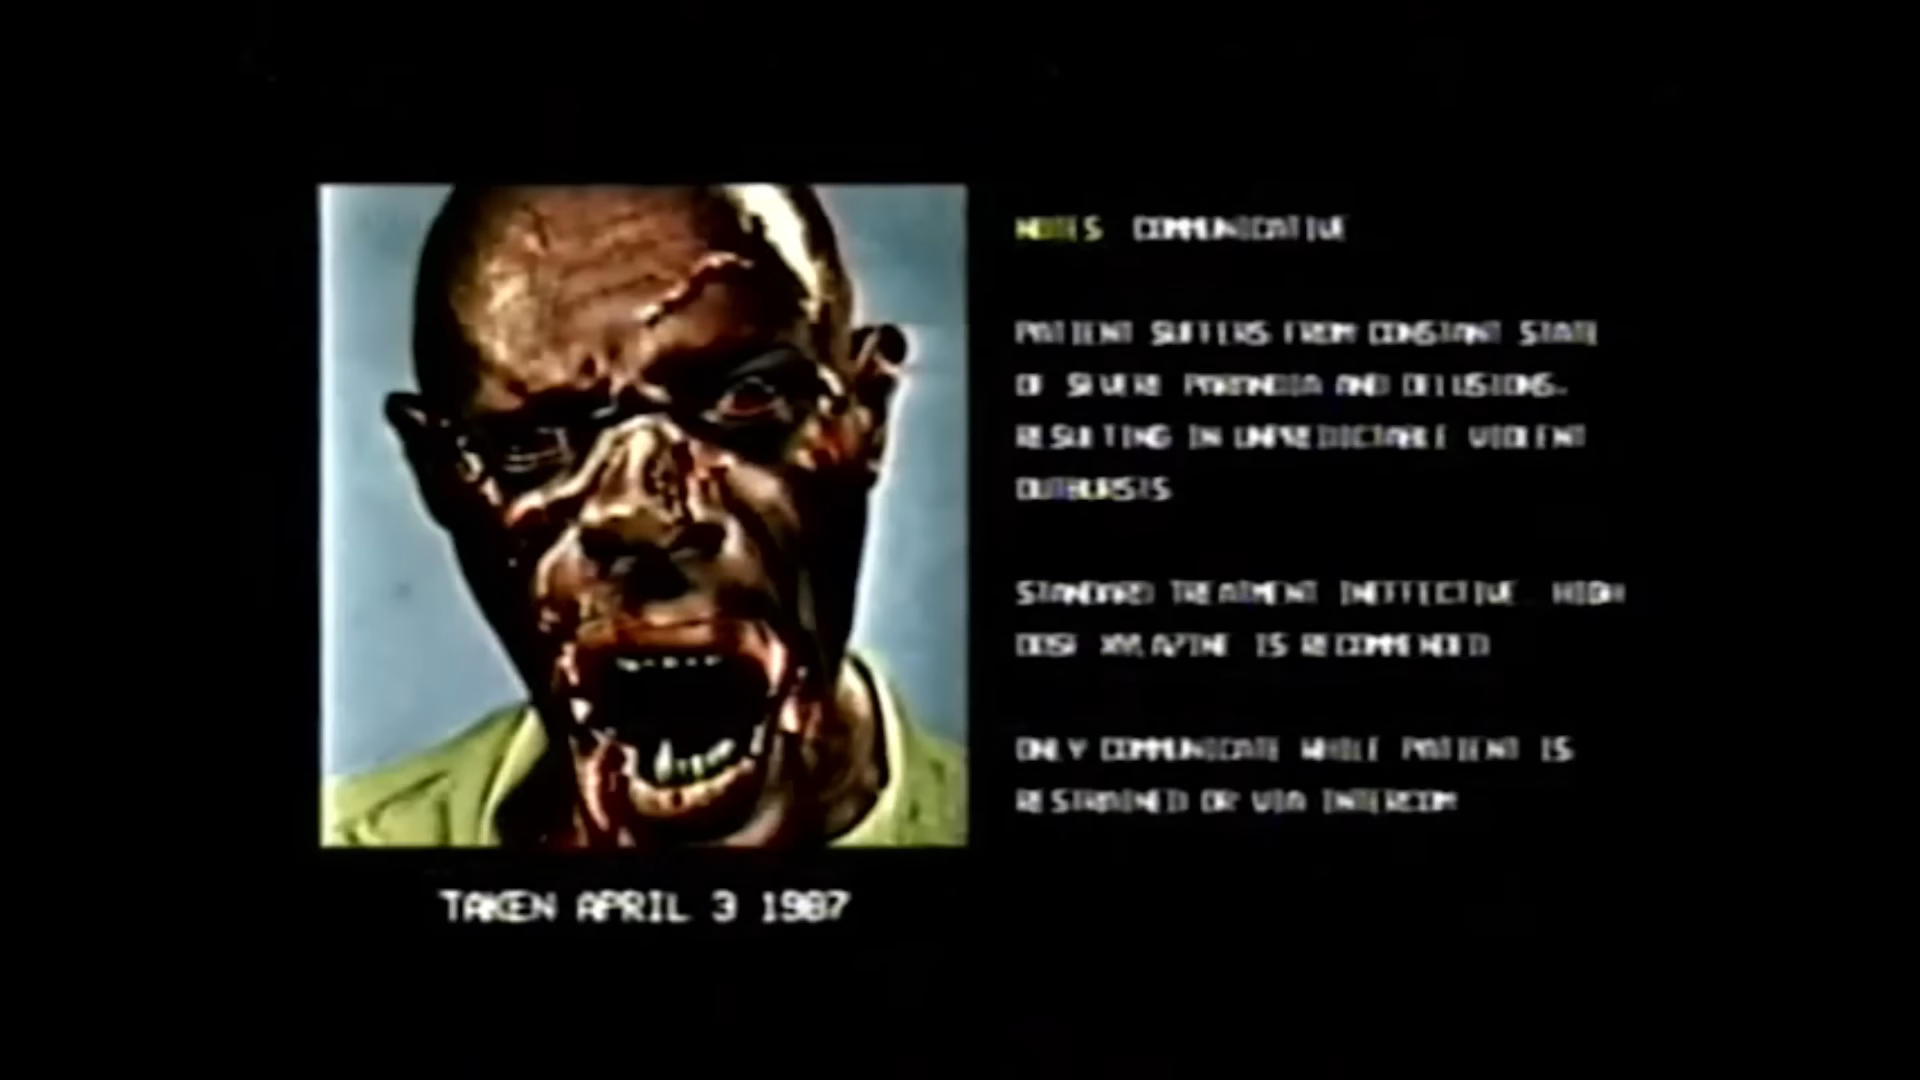 NOTES COMMUNICATIVE
PATIENT SUFFERS FROM CONSTANT STATE
OF SEVERE PARANOIA AND DELUSIONS.
RESULTING IN UNPREDICTABLE VIOLENT
OUTBURSTS
STANDARD TREATMENT INEFFECTIVE. HIGH
DOSE XYLAZINE IS RECOMMENDED
ONLY COMMUNICATE WHILE PATIENT IS
RESTRAINED OR VIA INTERCOM
TAKEN APRIL 3 1987